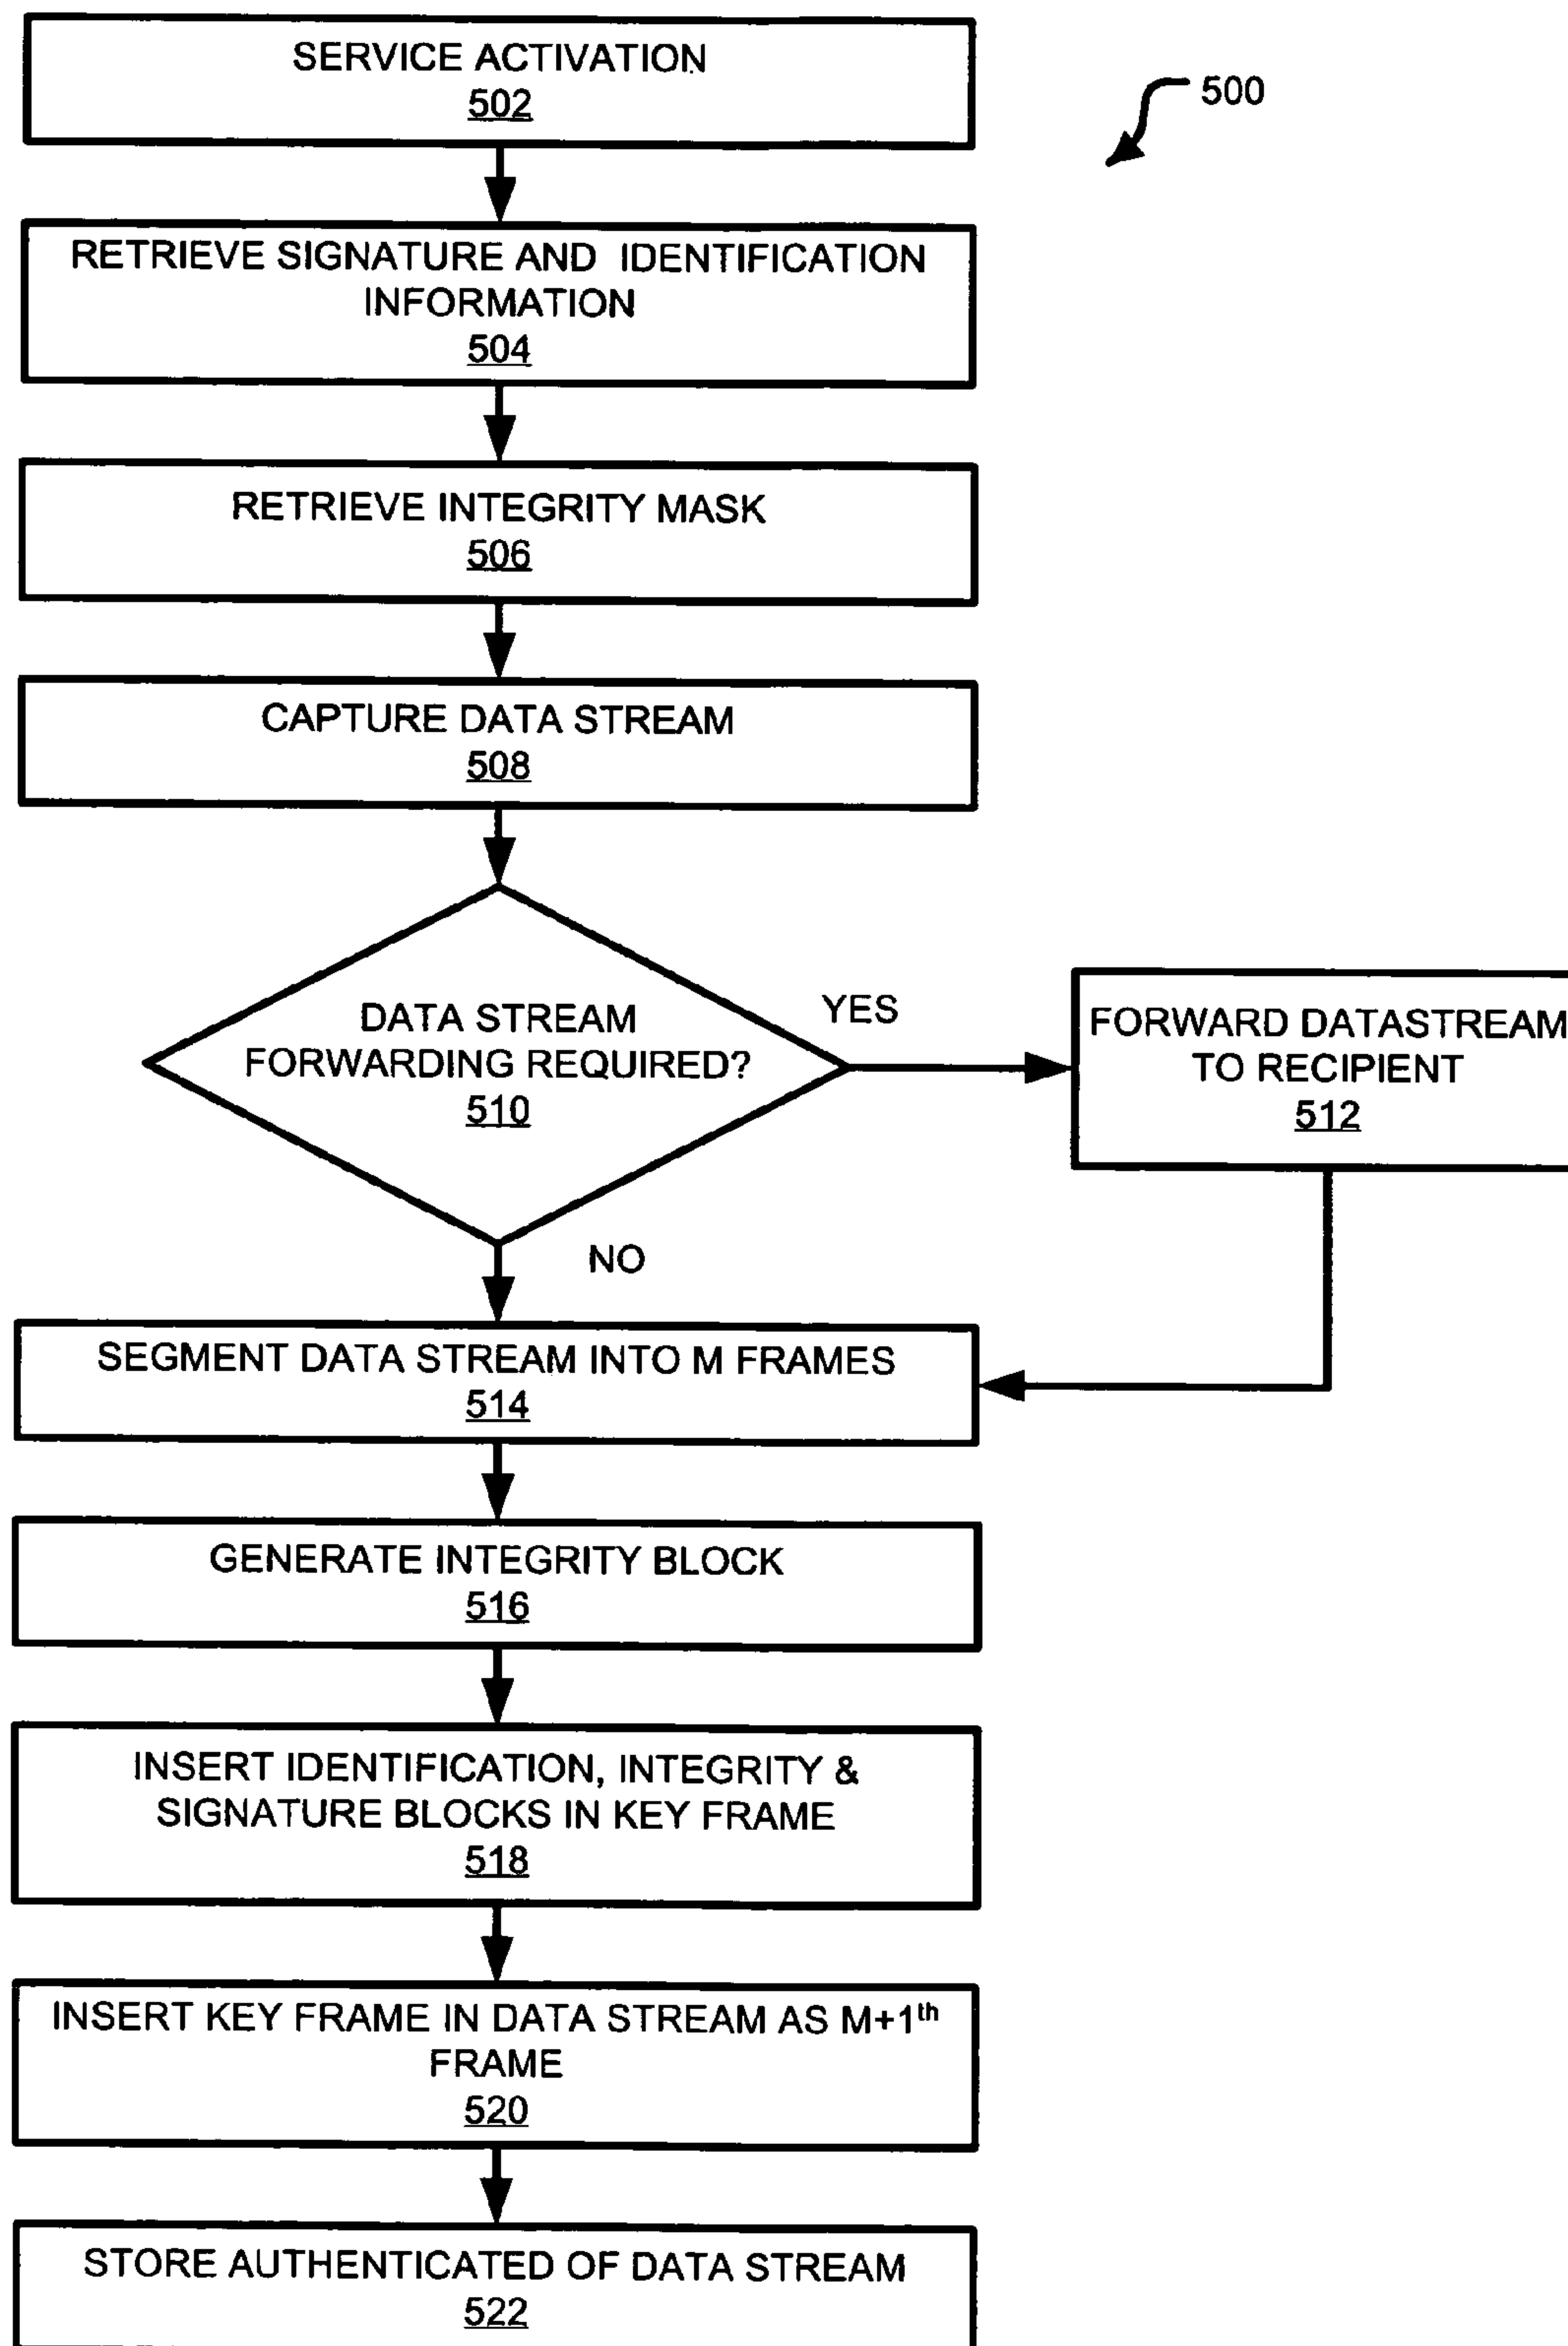 SERVICE ACTIVATION
502
500
RETRIEVE SIGNATURE AND IDENTIFICATION
INFORMATION
504
RETRIEVE INTEGRITY MASK
506
CAPTURE DATA STREAM
508
DATA STREAM
FORWARDING REQUIRED?
510
YES
FORWARD DATASTREAM
TO RECIPIENT
512
NO
SEGMENT DATA STREAM INTO M FRAMES
514
GENERATE INTEGRITY BLOCK
516
INSERT IDENTIFICATION, INTEGRITY &
SIGNATURE BLOCKS IN KEY FRAME
518
INSERT KEY FRAME IN DATA STREAM AS M+1th
FRAME
520
STORE AUTHENTICATED OF DATA STREAM
522